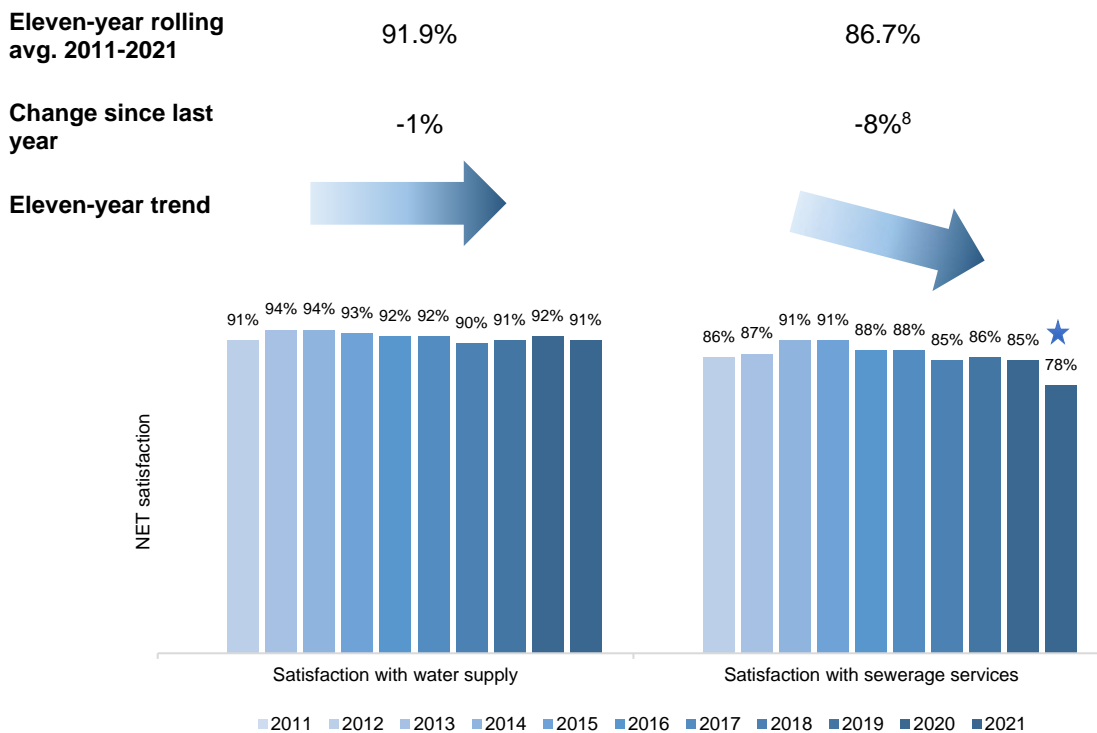 Eleven-year rolling
avg. 2011-2021
91.9%
86.7%
Change since last
year
-1%
-8%8
Eleven-year trend
91% 94% 94% 93% 92% 92% 90% 91% 92% 91%
86% 87% 91% 91% 88% 88% 85% 86% 85% 78%
NET satisfaction
Satisfaction with water supply
Satisfaction with sewerage services
2011 2012 2013 2014 2015 2016 2017 2018 2019 2020 2021